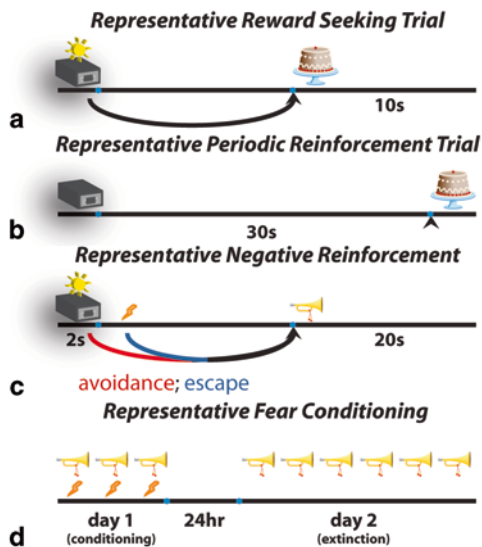 Representative Reward Seeking Trial
10s
a
Representative Periodic Reinforcement Trial
30s
b
Representative Negative Reinforcement
2s
20s
avoidance; escape
c
Representative Fear Conditioning
day 1 24hr day 2
(conditioning) (extinction)
d